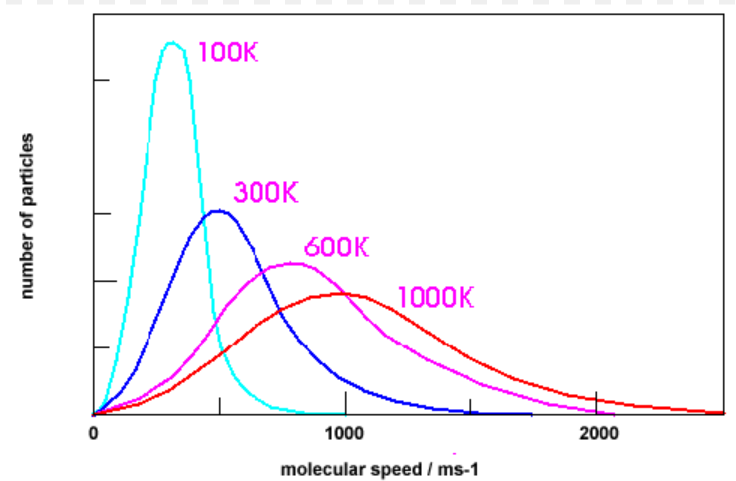 100K
300K
600K
1000K
number of particles
0
1000
2000
molecular speed / ms-1